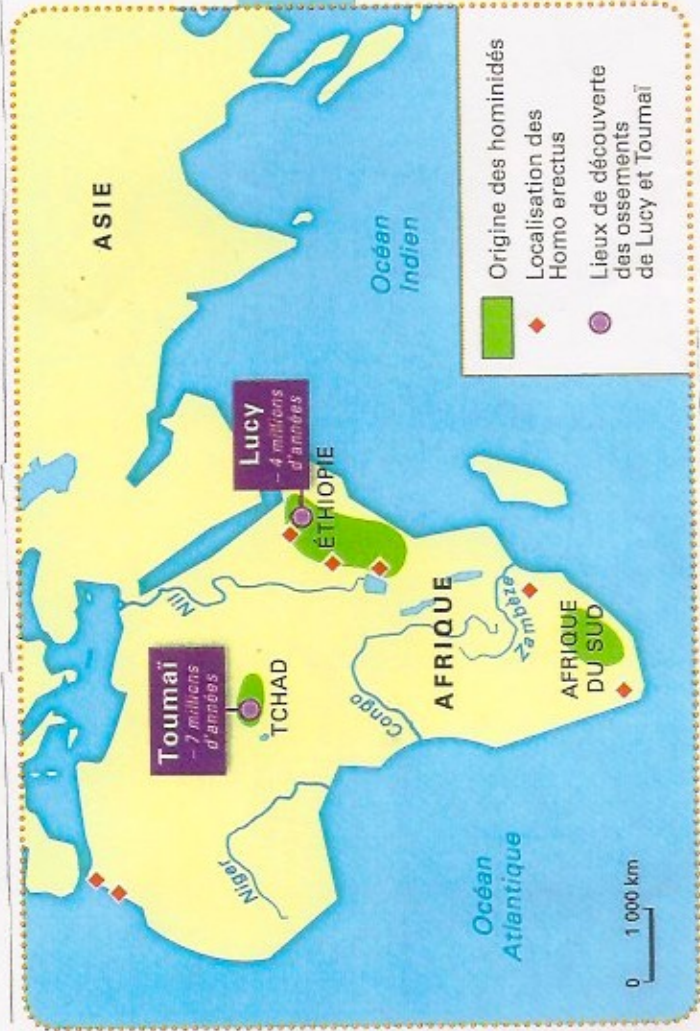 ASIE
Toumaï
– 7 millions
d'années
TCHAD
Nil
Lucy
– 4 millions
d'années
ÉTHIOPIE
Niger
Congo
AFRIQUE
Zambèze
AFRIQUE
DU SUD
Océan
Indien
Océan
Atlantique
0 1 000 km
Origine des hominidés
Localisation des
Homo erectus
Lieux de découverte
des ossements
de Lucy et Toumaï